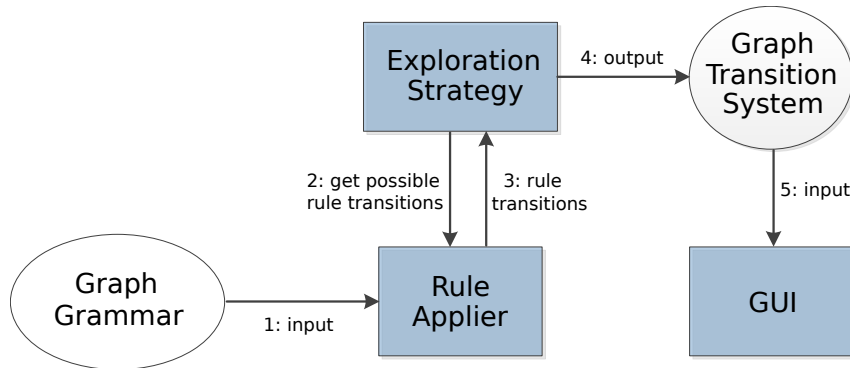 Exploration
Strategy
4: output
Graph
Transition
System
2: get possible
rule transitions
3: rule
transitions
5: input
Graph
Grammar
1: input
Rule
Applier
GUI